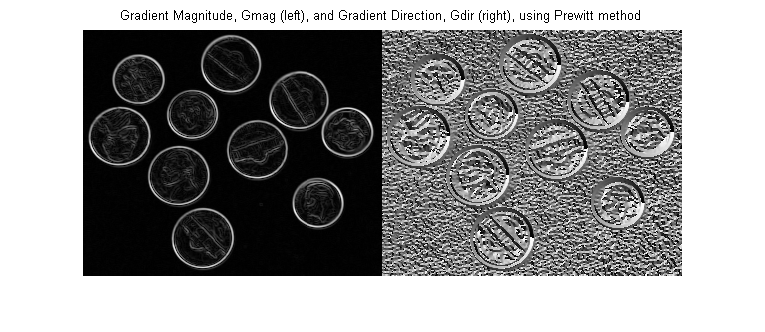 Gradient Magnitude, Gmag (left), and Gradient Direction, Gdir (right), using Prewitt method